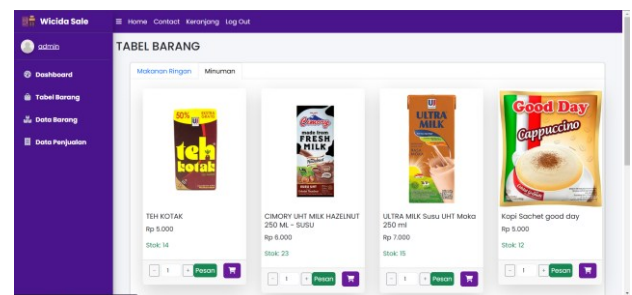 Wicida Sale
Home Contact Keranjang Log Out
admin
TABEL BARANG
Makanan Ringan Minuman
Dashboard
Tabel Barang
Data Barang
Data Penjualan
50% EXTRA
teh
kotak
Cimory
made from
FRESH
MILK
ULTRA
MILK
Good Day
Cappuccino
TEH KOTAK
Rp 5.000
Stok: 14
- 1 + Pesan
CIMORY UHT MILK HAZELNUT
250 ML - SUSU
Rp 6.000
Stok: 23
- 1 + Pesan
ULTRA MILK Susu UHT Moka
250 ml
Rp 7.000
Stok: 15
- 1 + Pesan
Kopi Sachet good day
Rp 5.000
Stok: 12
- 1 + Pesan